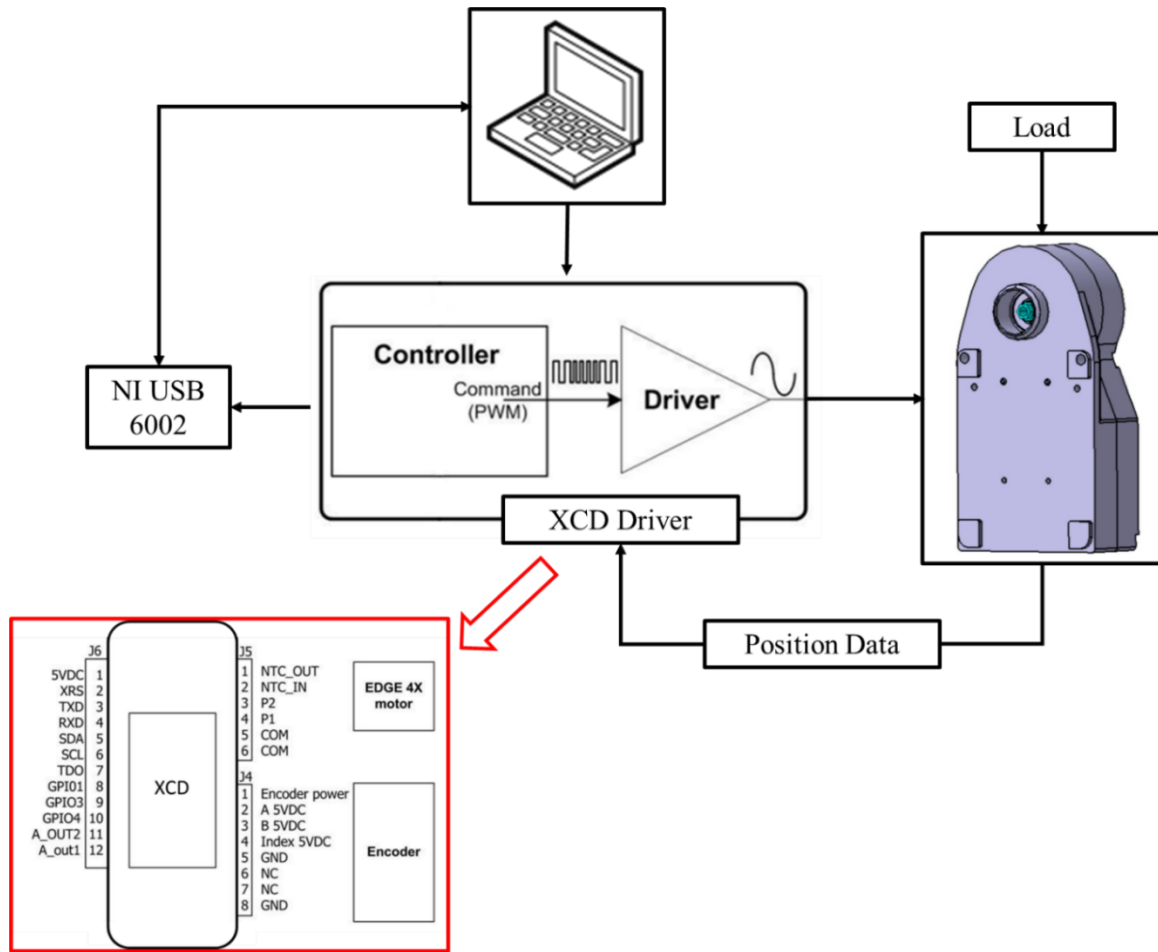 Load
NI USB
6002
Controller
Command
(PWM)
Driver
XCD Driver
Position Data
J6
5VDC 1
XRS 2
TXD 3
RXD 4
SDA 5
SCL 6
TDO 7
GPI01 8
GPIO3 9
GPIO4 10
A_OUT2 11
A_out1 12
XCD
J5
1 NTC_OUT
2 NTC_IN
3 P2
4 P1
5 COM
6 COM
EDGE 4X
motor
J4
1 Encoder power
2 A 5VDC
3 B 5VDC
4 Index 5VDC
5 GND
6 NC
7 NC
8 GND
Encoder